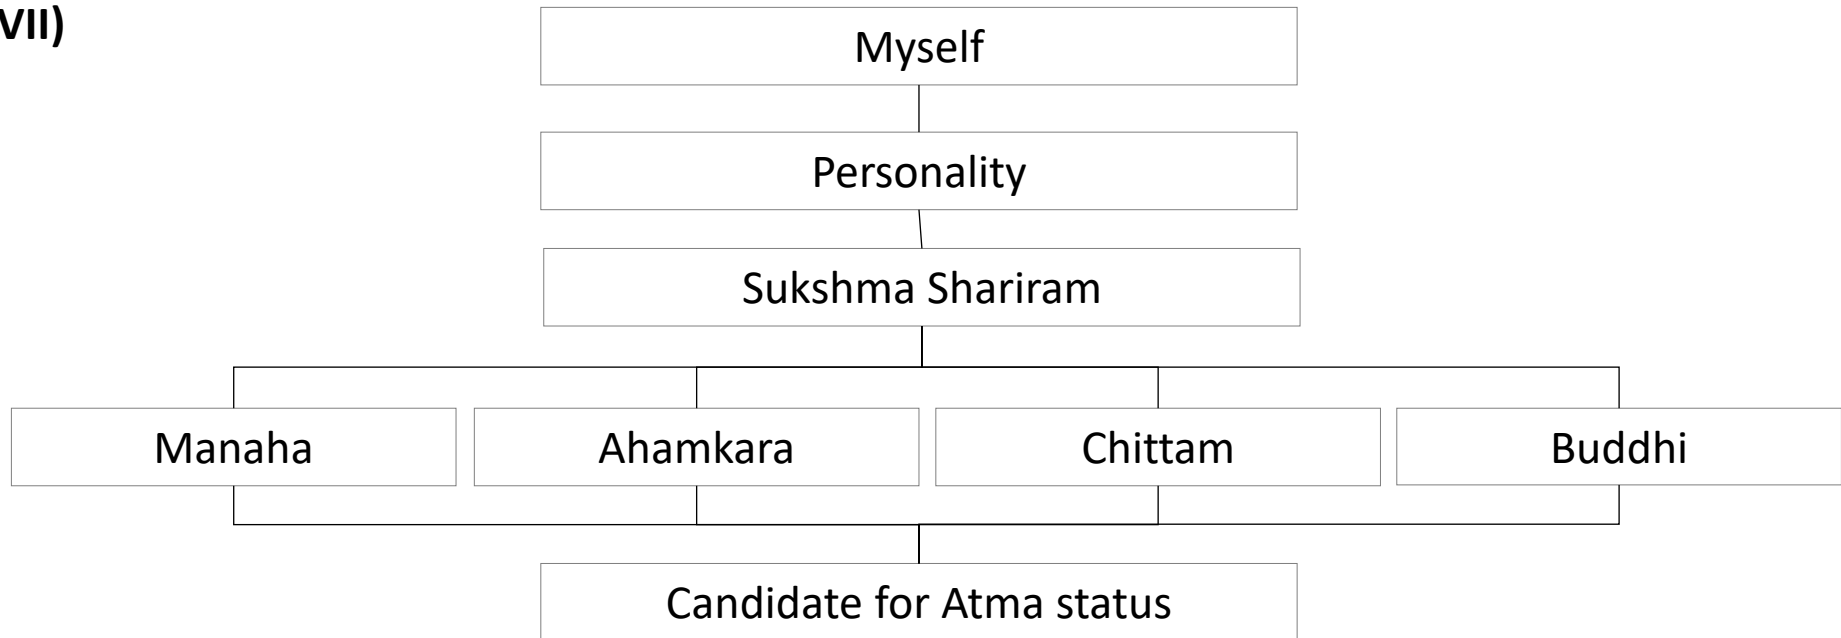 VII)
Myself
Personality
Sukshma Shariram
Manaha
Ahamkara
Chittam
Buddhi
Candidate for Atma status